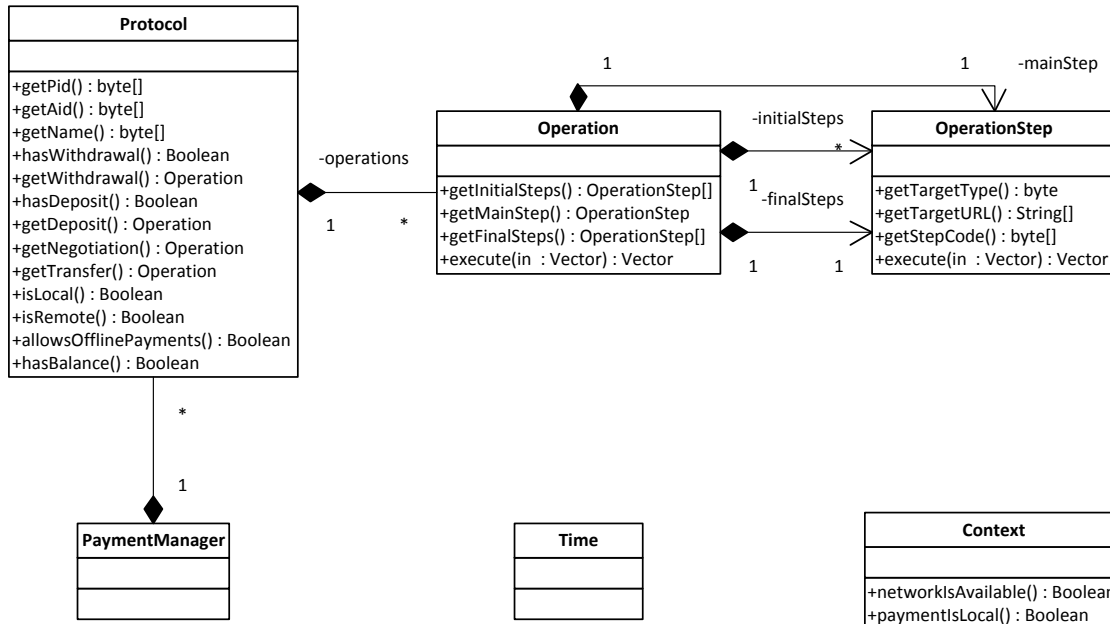 Protocol
+getPid() : byte[]
+getAid() : byte[]
+getName() : byte[]
+hasWithdrawal() : Boolean
+getWithdrawal() : Operation
+hasDeposit() : Boolean
+getDeposit() : Operation
+getNegotiation() : Operation
+getTransfer() : Operation
+isLocal() : Boolean
+isRemote() : Boolean
+allowsOfflinePayments() : Boolean
+hasBalance() : Boolean
-operations
1
*
Operation
+getInitialSteps() : OperationStep[]
+getMainStep() : OperationStep
+getFinalSteps() : OperationStep[]
+execute(in : Vector) : Vector
1
1
-mainStep
-initialSteps
*
1
-finalSteps
1
1
OperationStep
+getTargetType() : byte
+getTargetURL() : String[]
+getStepCode() : byte[]
+execute(in : Vector) : Vector
*
1
PaymentManager
Time
Context
+networkIsAvailable() : Boolean
+paymentIsLocal() : Boolean